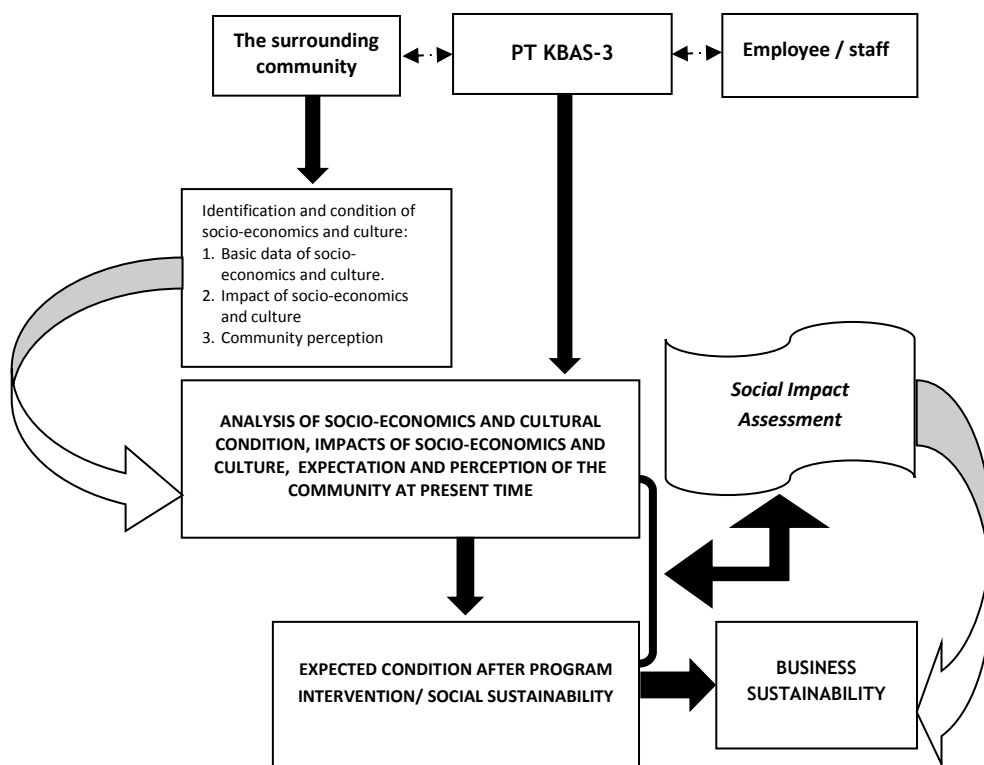 The surrounding
community
PT KBAS-3
Employee / staff
Identification and condition of
socio-economics and culture:
1. Basic data of socio-
economics and culture.
2. Impact of socio-economics
and culture
3. Community perception
Social Impact
Assessment
ANALYSIS OF SOCIO-ECONOMICS AND CULTURAL
CONDITION, IMPACTS OF SOCIO-ECONOMICS AND
CULTURE, EXPECTATION AND PERCEPTION OF THE
COMMUNITY AT PRESENT TIME
EXPECTED CONDITION AFTER PROGRAM
INTERVENTION/ SOCIAL SUSTAINABILITY
BUSINESS
SUSTAINABILITY